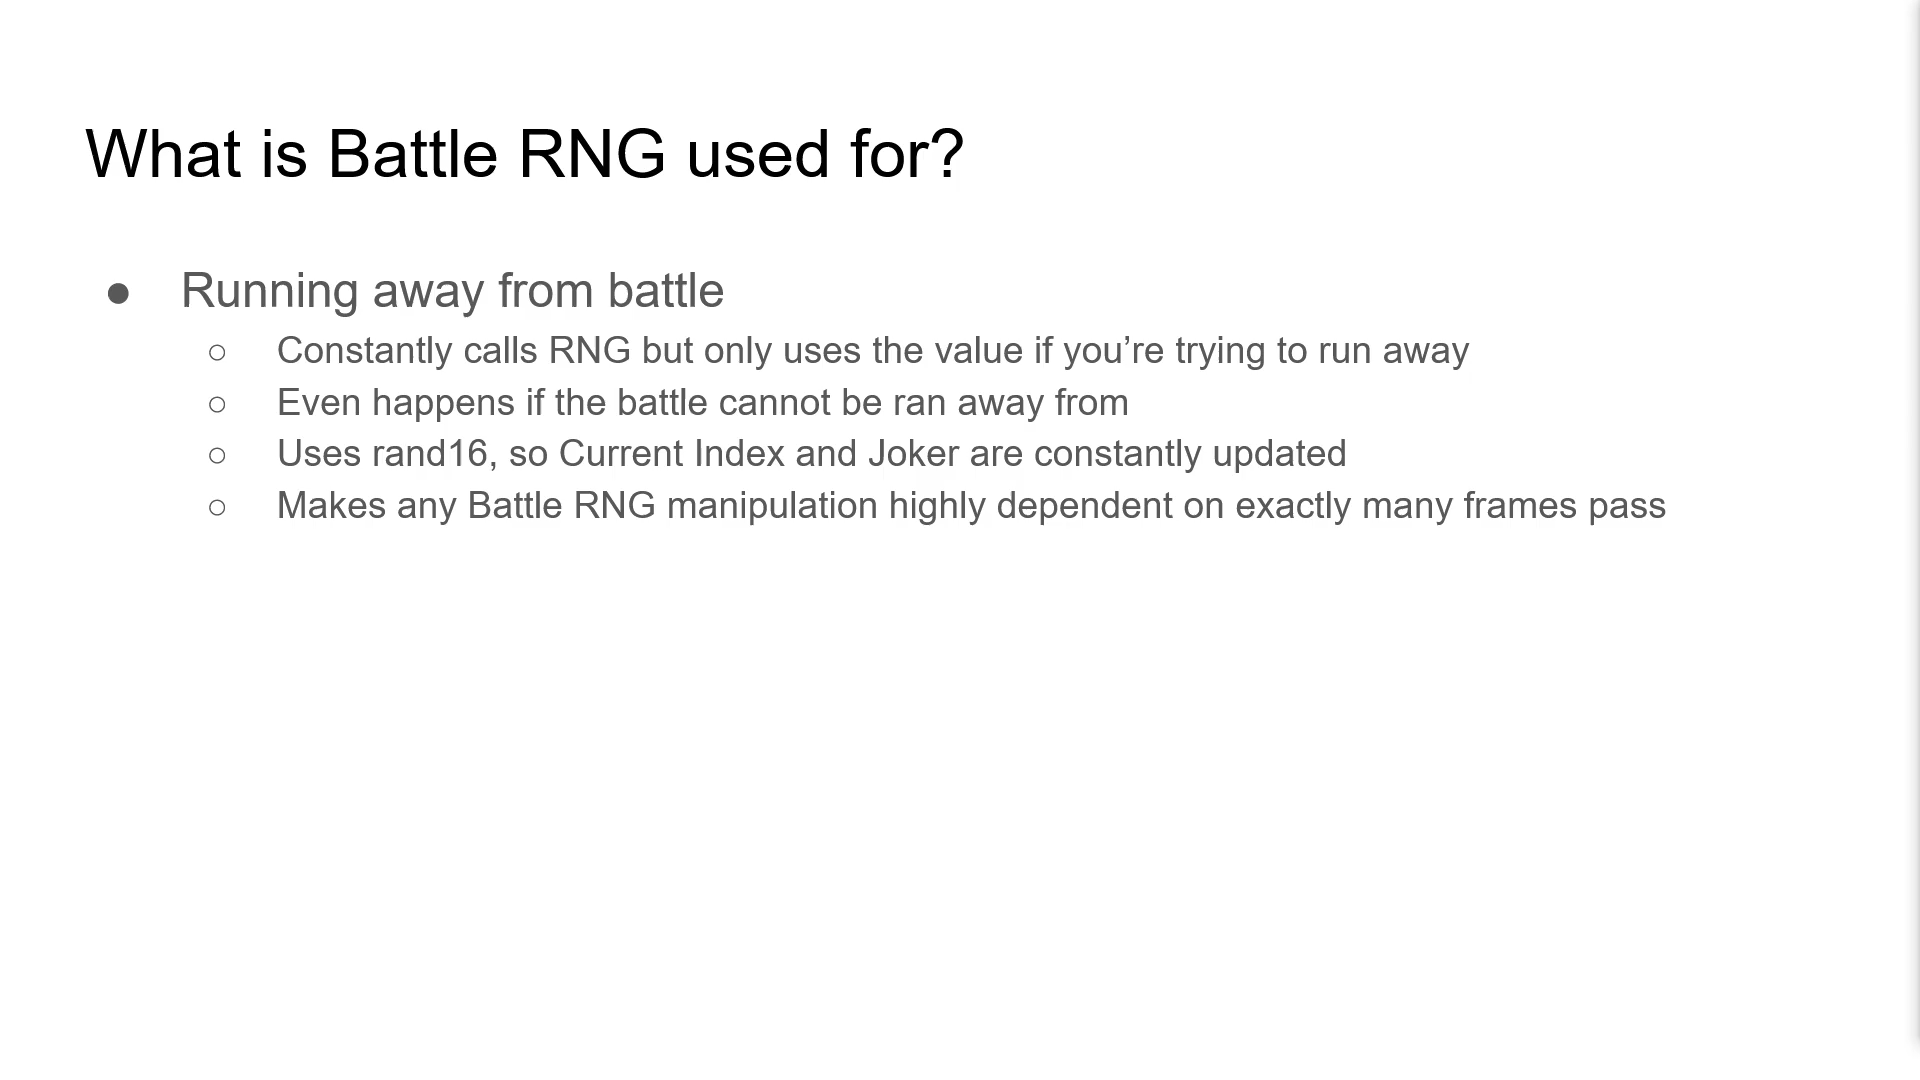 What is Battle RNG used for?
● Running away from battle
○ Constantly calls RNG but only uses the value if you’re trying to run away
○ Even happens if the battle cannot be ran away from
○ Uses rand16, so Current Index and Joker are constantly updated
○ Makes any Battle RNG manipulation highly dependent on exactly many frames pass